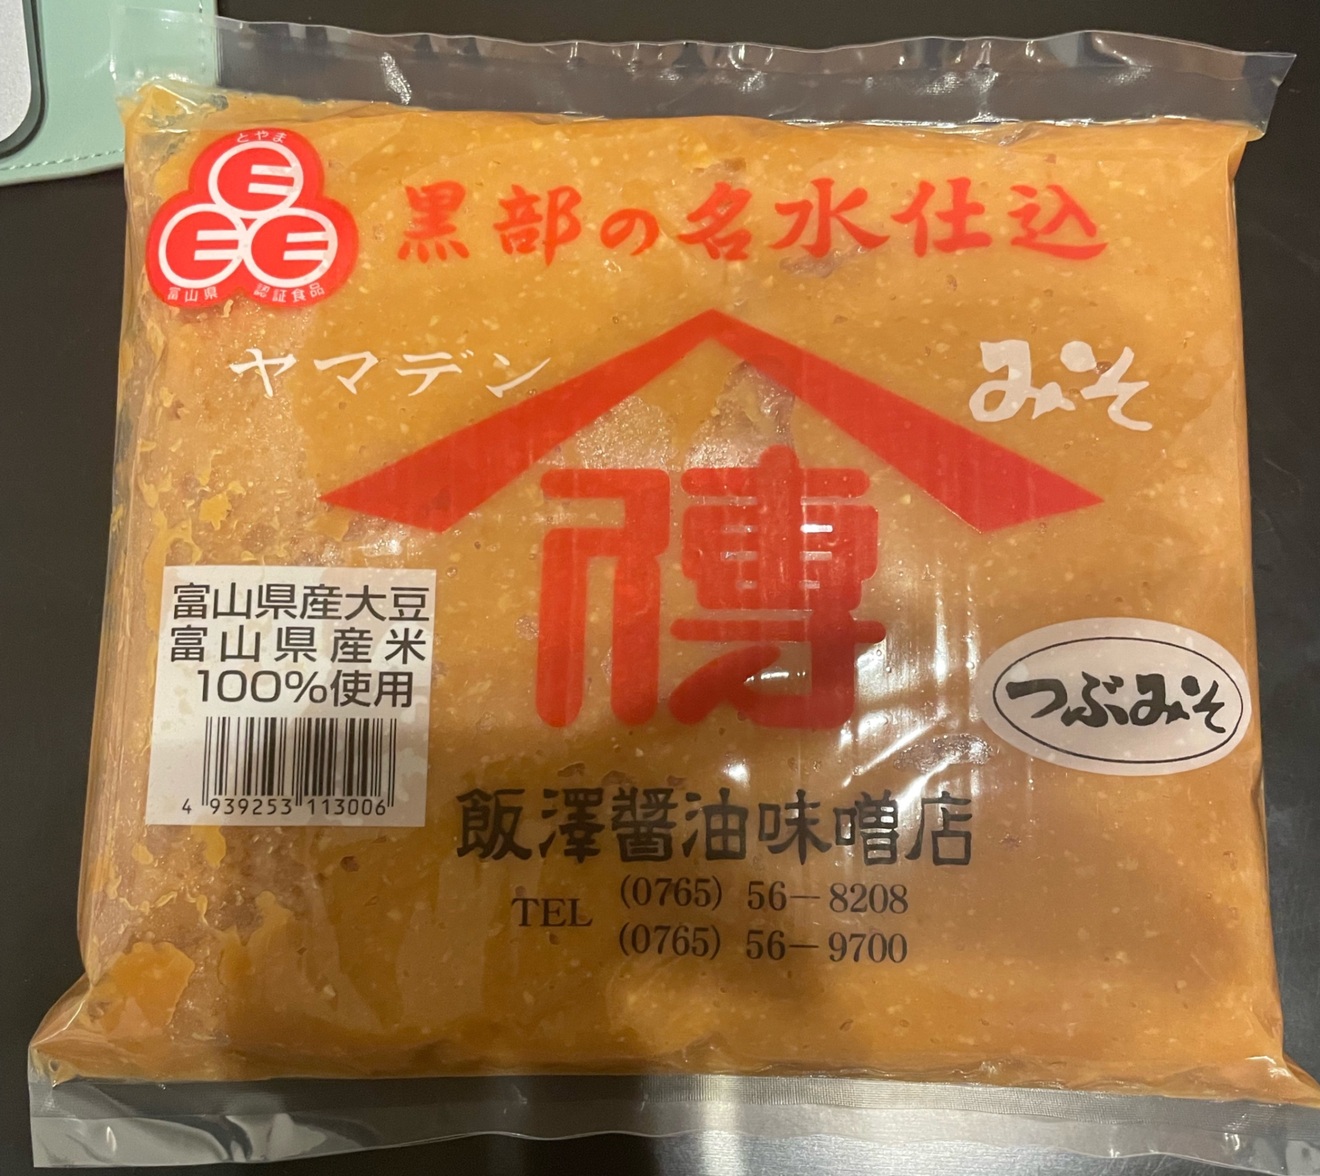 とやま
E
E E
富山県 認証食品
黒部の名水仕込
ヤマデン
みそ
傳
富山県産大豆
富山県産米
100%使用
4 939253 113006
つぶみそ
飯澤醤油味噌店
TEL (0765) 56-8208
(0765) 56-9700